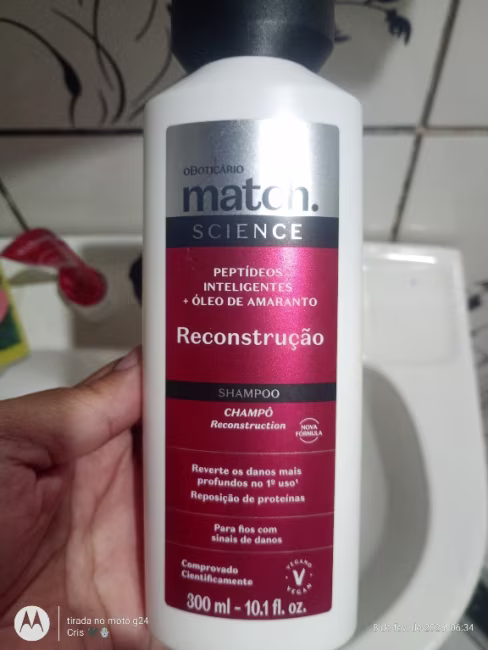 oBOTICÁRIO
match.
SCIENCE
PEPTÍDEOS
INTELIGENTES
+ ÓLEO DE AMARANTO
Reconstrução
SHAMPOO
CHAMPÔ
Reconstruction
NOVA
FÓRMULA
Reverte os danos mais
profundos no 1º uso¹
Reposição de proteínas
Para fios com
sinais de danos
Comprovado
Cientificamente
VEGANO
V
VEGAN
300 ml - 10.1 fl. oz.
tirada no moto g24
Cris
06:34